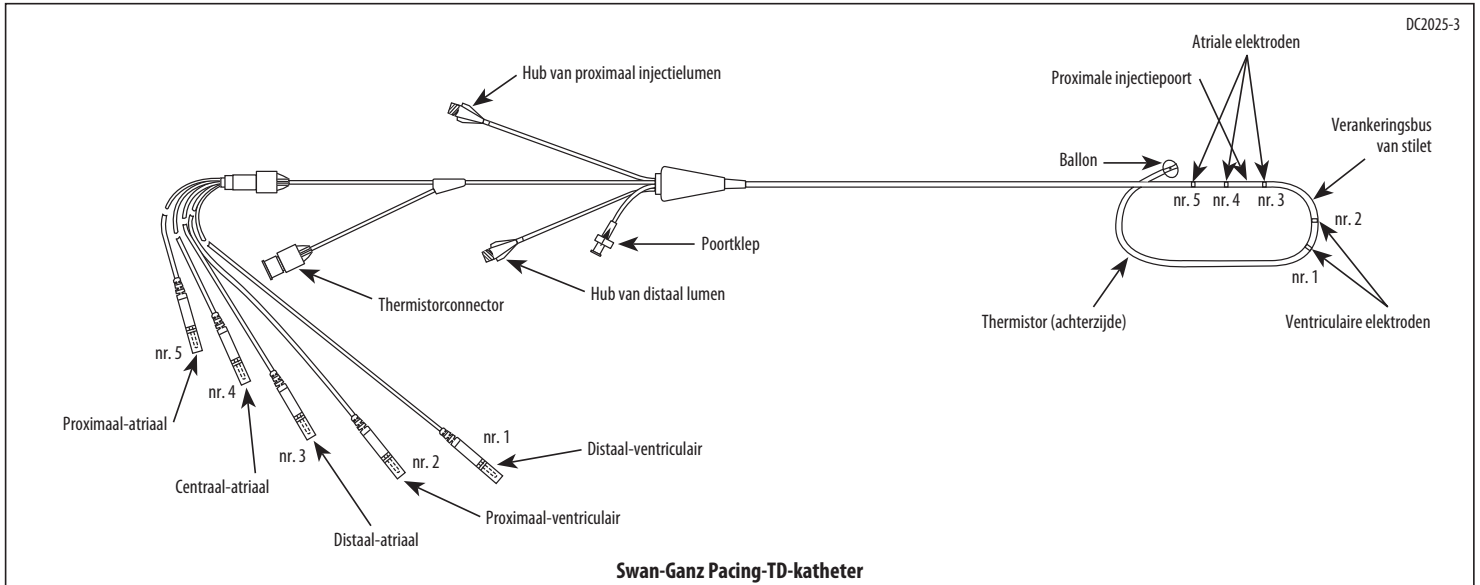 DC2025-3
Atriale elektroden
Hub van proximaal injectielumen
Proximale injectiepoort
Verankeringsbus
van stilet
Ballon
nr. 5
nr. 4
nr. 3
nr. 2
nr. 1
Poortklep
Thermistorconnector
Hub van distaal lumen
Thermistor (achterzijde)
Ventriculaire elektroden
nr. 5
nr. 4
nr. 3
nr. 2
nr. 1
Proximaal-atriaal
Centraal-atriaal
Distaal-atriaal
Proximaal-ventriculair
Distaal-ventriculair
Swan-Ganz Pacing-TD-katheter